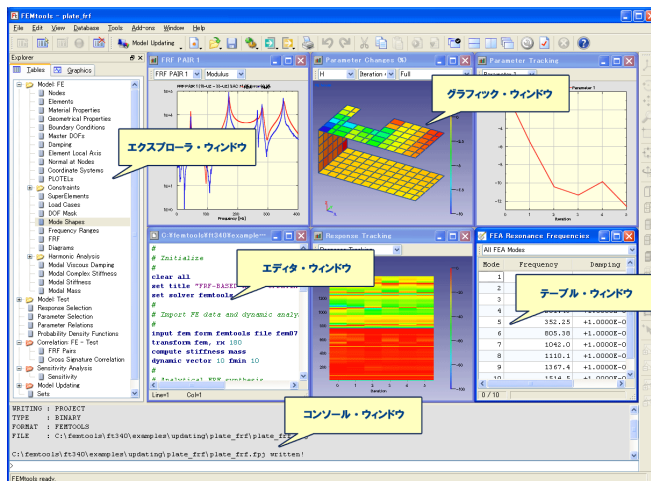 FEMtools - plate_frf
File Edit View Database Tools Add-ons Window Help
Model Updating
Explorer
Tables Graphics
Model: FE
Nodes
Elements
Material Properties
Geometrical Properties
Boundary Conditions
Master DOFs
Damping
Element Local Axis
Normal at Nodes
Coordinate Systems
PLOTELs
Constraints
SuperElements
Load Cases
DOF Mask
Mode Shapes
Frequency Ranges
FRF
Diagrams
Harmonic Analysis
Modal Viscous Damping
Modal Complex Stiffness
Modal Stiffness
Modal Mass
Model: Test
Response Selection
Parameter Selection
Parameter Relations
Probability Density Functions
Correlation: FE - Test
FRF Pairs
Cross Signature Correlation
Sensitivity Analysis
Sensitivity
Model Updating
Sets
エクスプローラ・ウィンドウ
FRF PAIR 1
FRF PAIR 1 Modulus
Frequency [Hz]
0 100 200 300 400
Parameter Changes (%)
H Iteration Full
グラフィック・ウィンドウ
Parameter Tracking
Iteration
C:¥femtools¥ft340¥example
#
# Initialize
#
clear all
set title "FRF-BASED
set solver femtools
#
# Import FE data and dynamic analy
#
input fem form femtools file fem07
transform fem, rx 180
compute stiffness mass
dynamic vector 10 fmin 10
#
# Analytical FRF synthesis
Line=1 Col=1
エディタ・ウィンドウ
Response Tracking
Iteration
FEA Resonance Frequencies
All FEA Modes
Mode Frequency Damping
1
2
3
4
5 352.25 +1.0000E-0
6 805.38 +1.0000E-0
7 1042.0 +1.0000E-0
8 1110.1 +1.0000E-0
9 1367.4 +1.0000E-0
10 1514.5 +1.0000E-0
0 / 10
テーブル・ウィンドウ
WRITING : PROJECT
TYPE : BINARY
FORMAT : FEMTOOLS
FILE : C:\femtools\ft340\examples\updating\plate_frf\plate_frf
C:\femtools\ft340\examples\updating\plate_frf\plate_frf.fpj written!
コンソール・ウィンドウ
>
FEMtools ready.